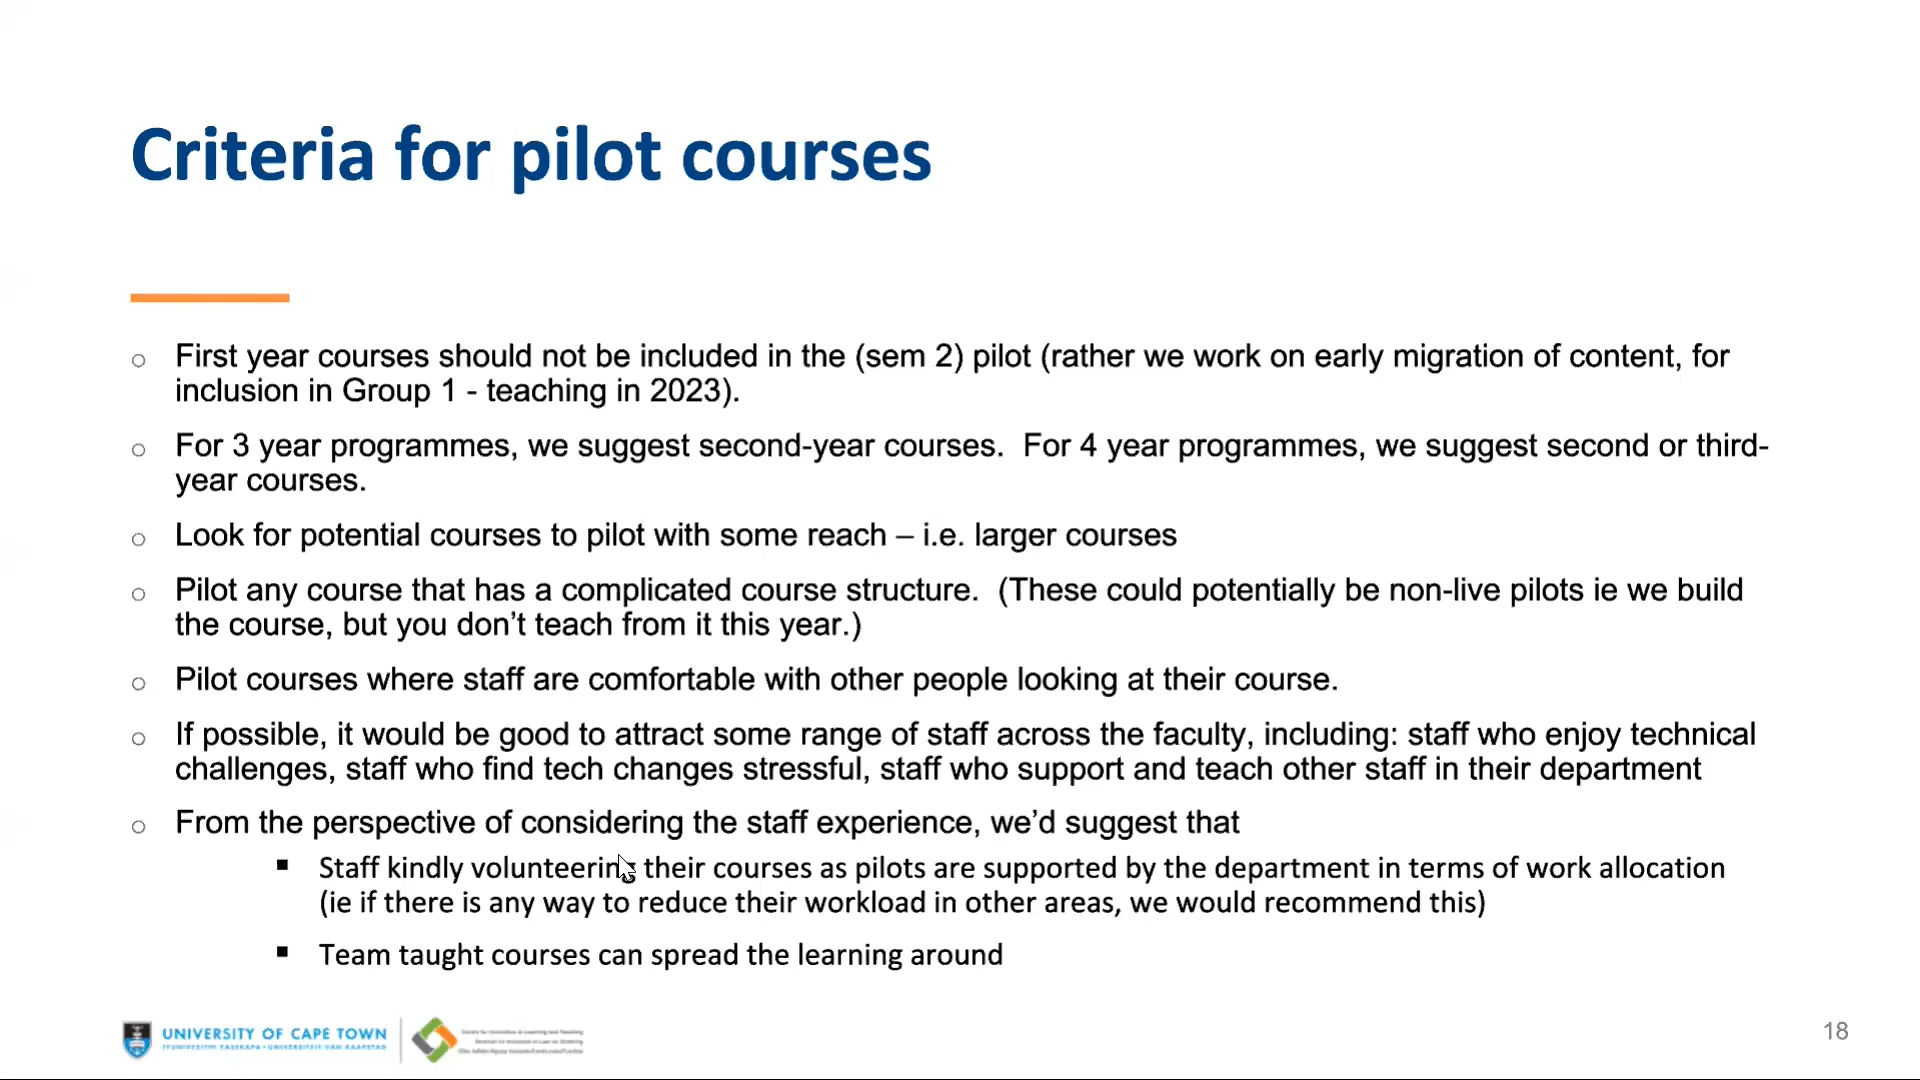 Criteria for pilot courses
○ First year courses should not be included in the (sem 2) pilot (rather we work on early migration of content, for
inclusion in Group 1 - teaching in 2023).
○ For 3 year programmes, we suggest second-year courses.  For 4 year programmes, we suggest second or third-
year courses.
○ Look for potential courses to pilot with some reach – i.e. larger courses
○ Pilot any course that has a complicated course structure.  (These could potentially be non-live pilots ie we build
the course, but you don’t teach from it this year.)
○ Pilot courses where staff are comfortable with other people looking at their course.
○ If possible, it would be good to attract some range of staff across the faculty, including: staff who enjoy technical
challenges, staff who find tech changes stressful, staff who support and teach other staff in their department
○ From the perspective of considering the staff experience, we’d suggest that
▪ Staff kindly volunteering their courses as pilots are supported by the department in terms of work allocation
(ie if there is any way to reduce their workload in other areas, we would recommend this)
▪ Team taught courses can spread the learning around
UNIVERSITY OF CAPE TOWN
18